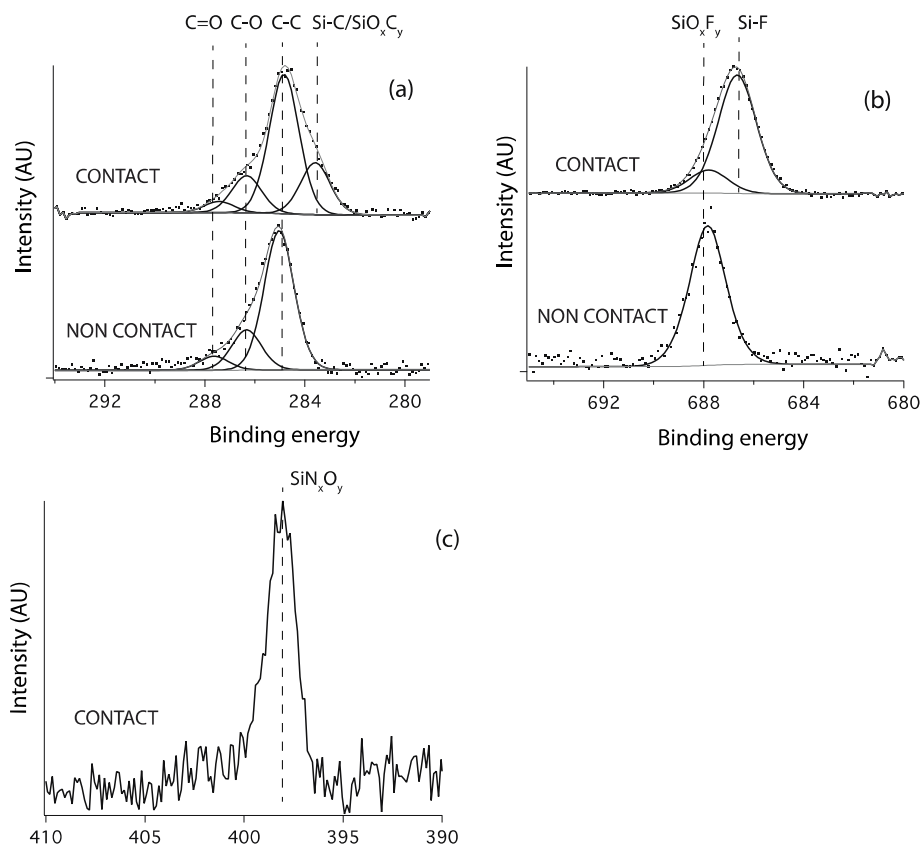 C=O C-O C-C Si-C/SiOxCy
(a)
CONTACT
NON CONTACT
Intensity (AU)
292 288 284 280
Binding energy
SiOxFy Si-F
(b)
CONTACT
NON CONTACT
Intensity (AU)
692 688 684 680
Binding energy
SiNxOy
(c)
CONTACT
Intensity (AU)
410 405 400 395 390